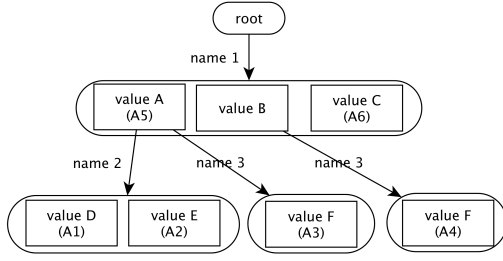 root
name 1
value A
(A5)
value B
value C
(A6)
name 2
name 3
name 3
value D
(A1)
value E
(A2)
value F
(A3)
value F
(A4)